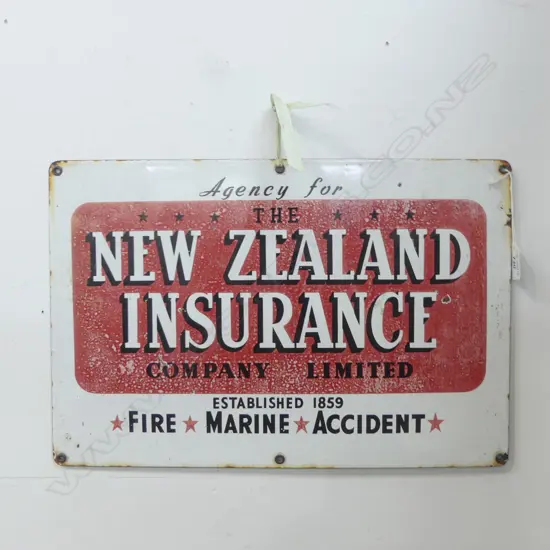 Agency for
★ ★ ★ THE ★ ★ ★
NEW ZEALAND
INSURANCE
COMPANY LIMITED
ESTABLISHED 1859
★ FIRE ★ MARINE ★ ACCIDENT ★